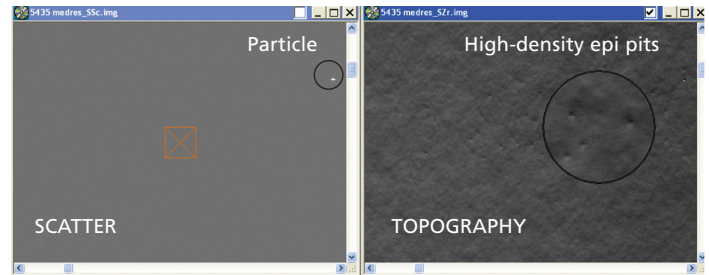 5435 medres_SSc.img
Particle
SCATTER
5435 medres_SZr.img
High-density epi pits
TOPOGRAPHY